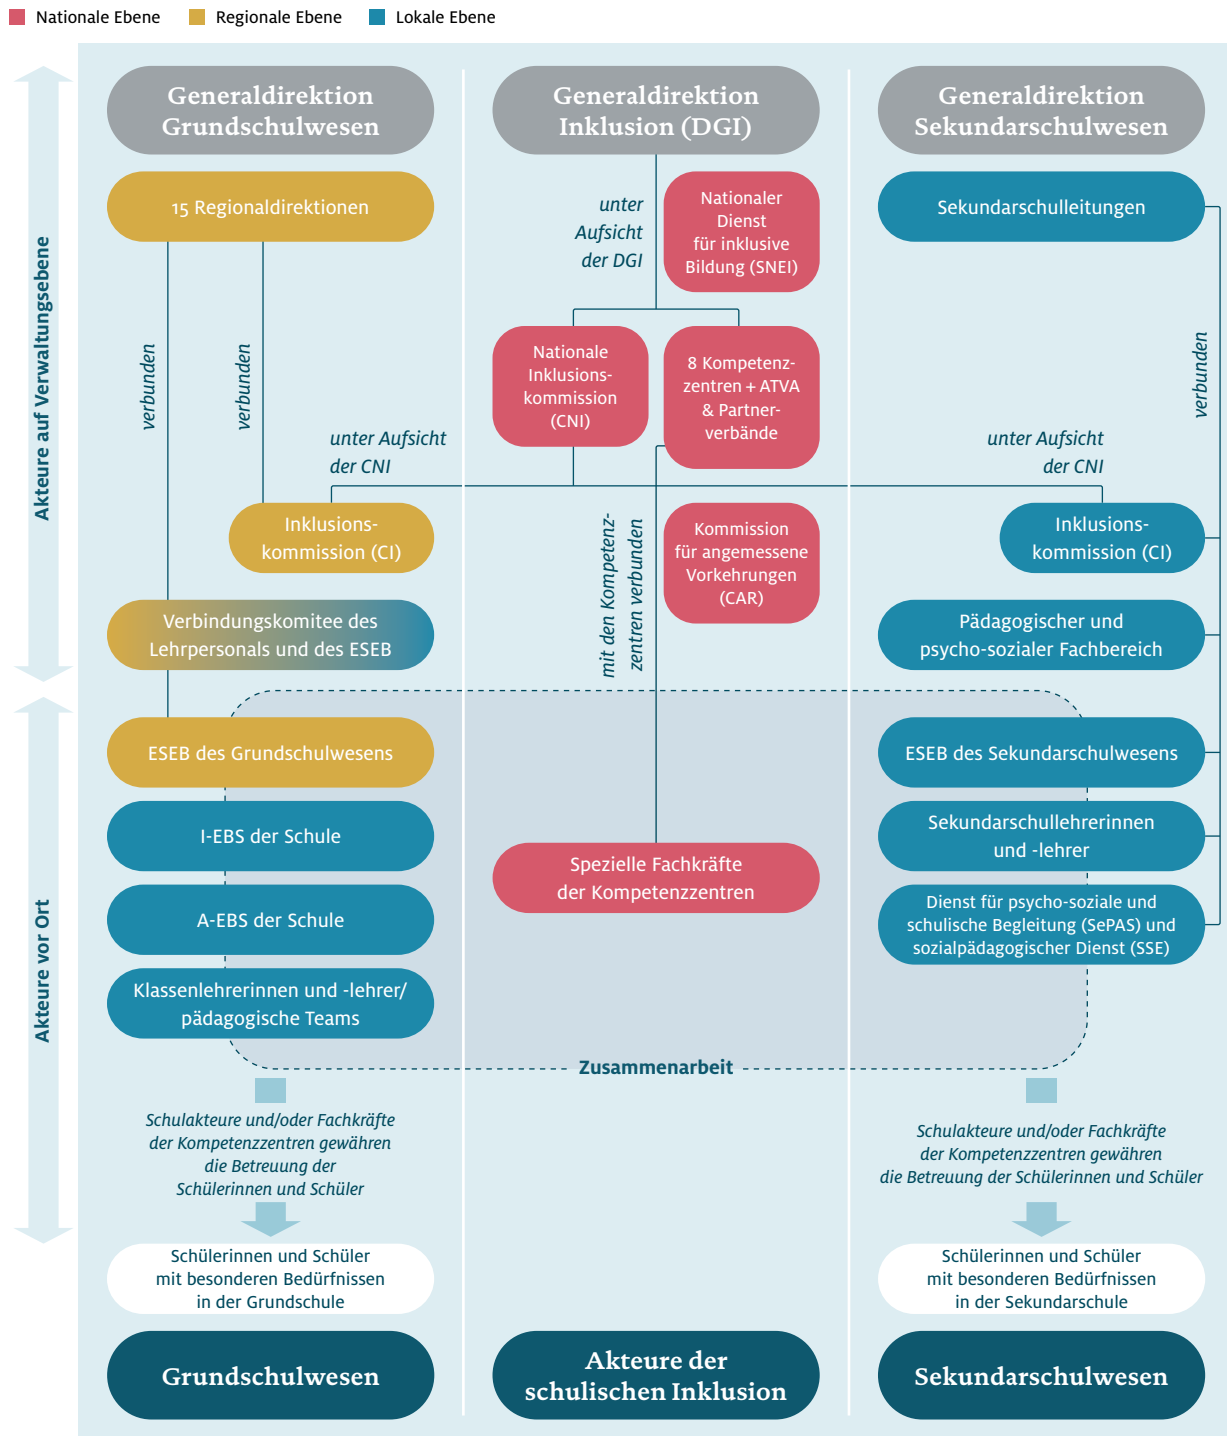 Nationale Ebene
Regionale Ebene
Lokale Ebene
Akteure auf Verwaltungsebene
Akteure vor Ort
Generaldirektion
Grundschulwesen
15 Regionaldirektionen
verbunden
verbunden
unter Aufsicht
der CNI
Inklusions-
kommission (CI)
Verbindungskomitee des
Lehrpersonals und des ESEB
ESEB des Grundschulwesens
I-EBS der Schule
A-EBS der Schule
Klassenlehrerinnen und -lehrer/
pädagogische Teams
Schulakteure und/oder Fachkräfte
der Kompetenzzentren gewähren
die Betreuung der
Schülerinnen und Schüler
Schülerinnen und Schüler
mit besonderen Bedürfnissen
in der Grundschule
Grundschulwesen
Generaldirektion
Inklusion (DGI)
unter
Aufsicht
der DGI
Nationaler
Dienst
für inklusive
Bildung (SNEI)
Nationale
Inklusions-
kommission
(CNI)
8 Kompetenz-
zentren + ATVA
& Partner-
verbände
mit den Kompetenz-
zentren verbunden
Kommission
für angemessene
Vorkehrungen
(CAR)
Spezielle Fachkräfte
der Kompetenzzentren
Zusammenarbeit
Akteure der
schulischen Inklusion
Generaldirektion
Sekundarschulwesen
Sekundarschulleitungen
verbunden
unter Aufsicht
der CNI
Inklusions-
kommission (CI)
Pädagogischer und
psycho-sozialer Fachbereich
ESEB des Sekundarschulwesens
Sekundarschullehrerinnen
und -lehrer
Dienst für psycho-soziale und
schulische Begleitung (SePAS) und
sozialpädagogischer Dienst (SSE)
Schulakteure und/oder Fachkräfte
der Kompetenzzentren gewähren
die Betreuung der Schülerinnen und Schüler
Schülerinnen und Schüler
mit besonderen Bedürfnissen
in der Sekundarschule
Sekundarschulwesen